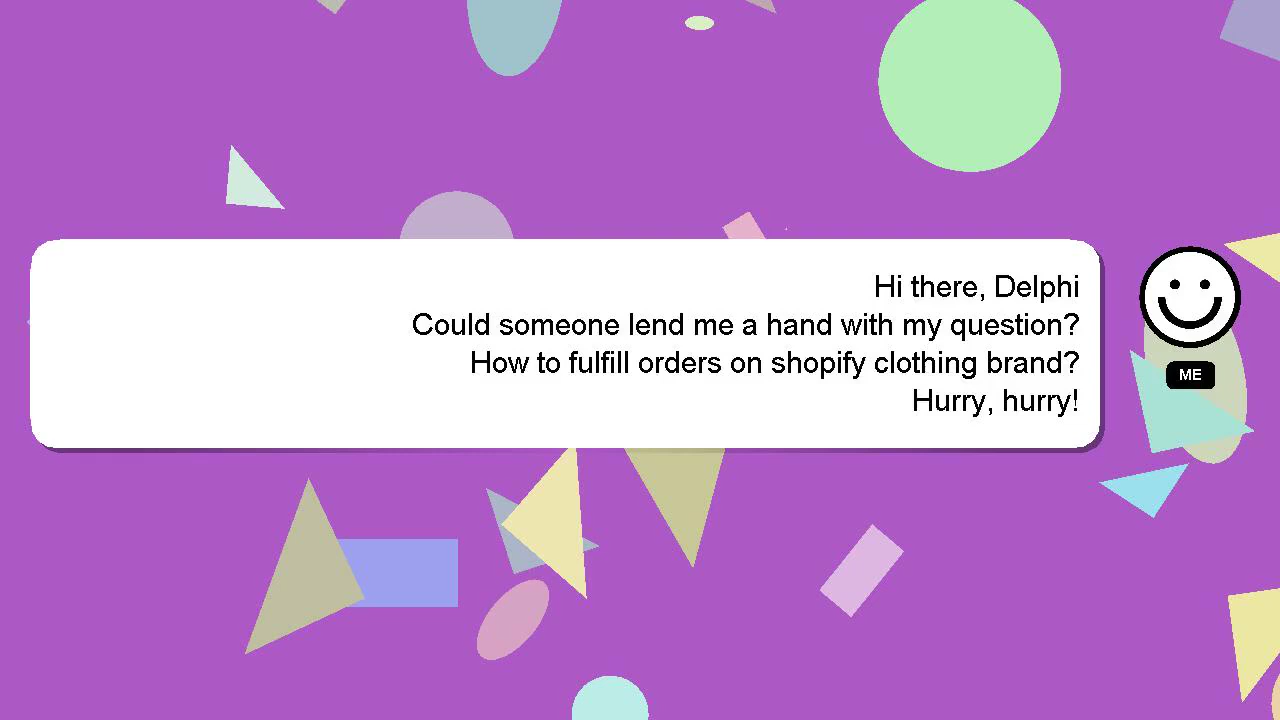 Hi there, Delphi
Could someone lend me a hand with my question?
How to fulfill orders on shopify clothing brand?
Hurry, hurry!
ME